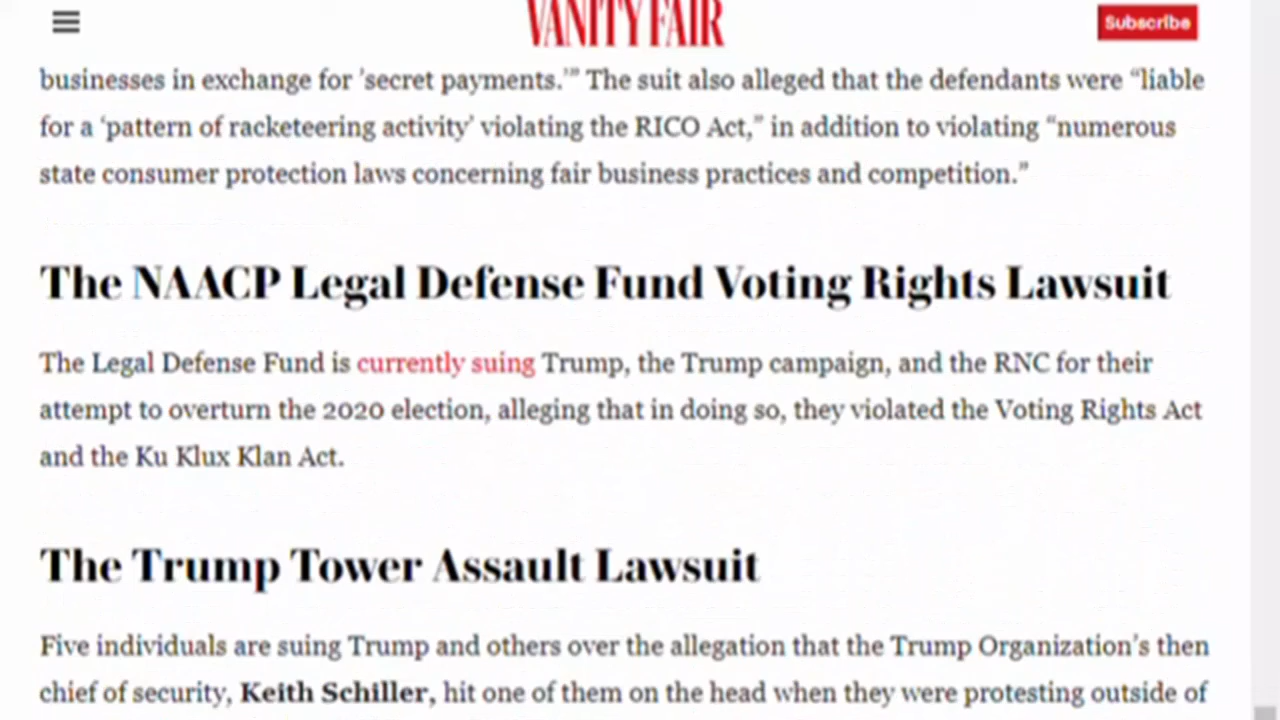 VANITY FAIR
Subscribe
businesses in exchange for 'secret payments.'” The suit also alleged that the defendants were “liable
for a ‘pattern of racketeering activity’ violating the RICO Act,” in addition to violating “numerous
state consumer protection laws concerning fair business practices and competition.”
The NAACP Legal Defense Fund Voting Rights Lawsuit
The Legal Defense Fund is currently suing Trump, the Trump campaign, and the RNC for their
attempt to overturn the 2020 election, alleging that in doing so, they violated the Voting Rights Act
and the Ku Klux Klan Act.
The Trump Tower Assault Lawsuit
Five individuals are suing Trump and others over the allegation that the Trump Organization’s then
chief of security, Keith Schiller, hit one of them on the head when they were protesting outside of